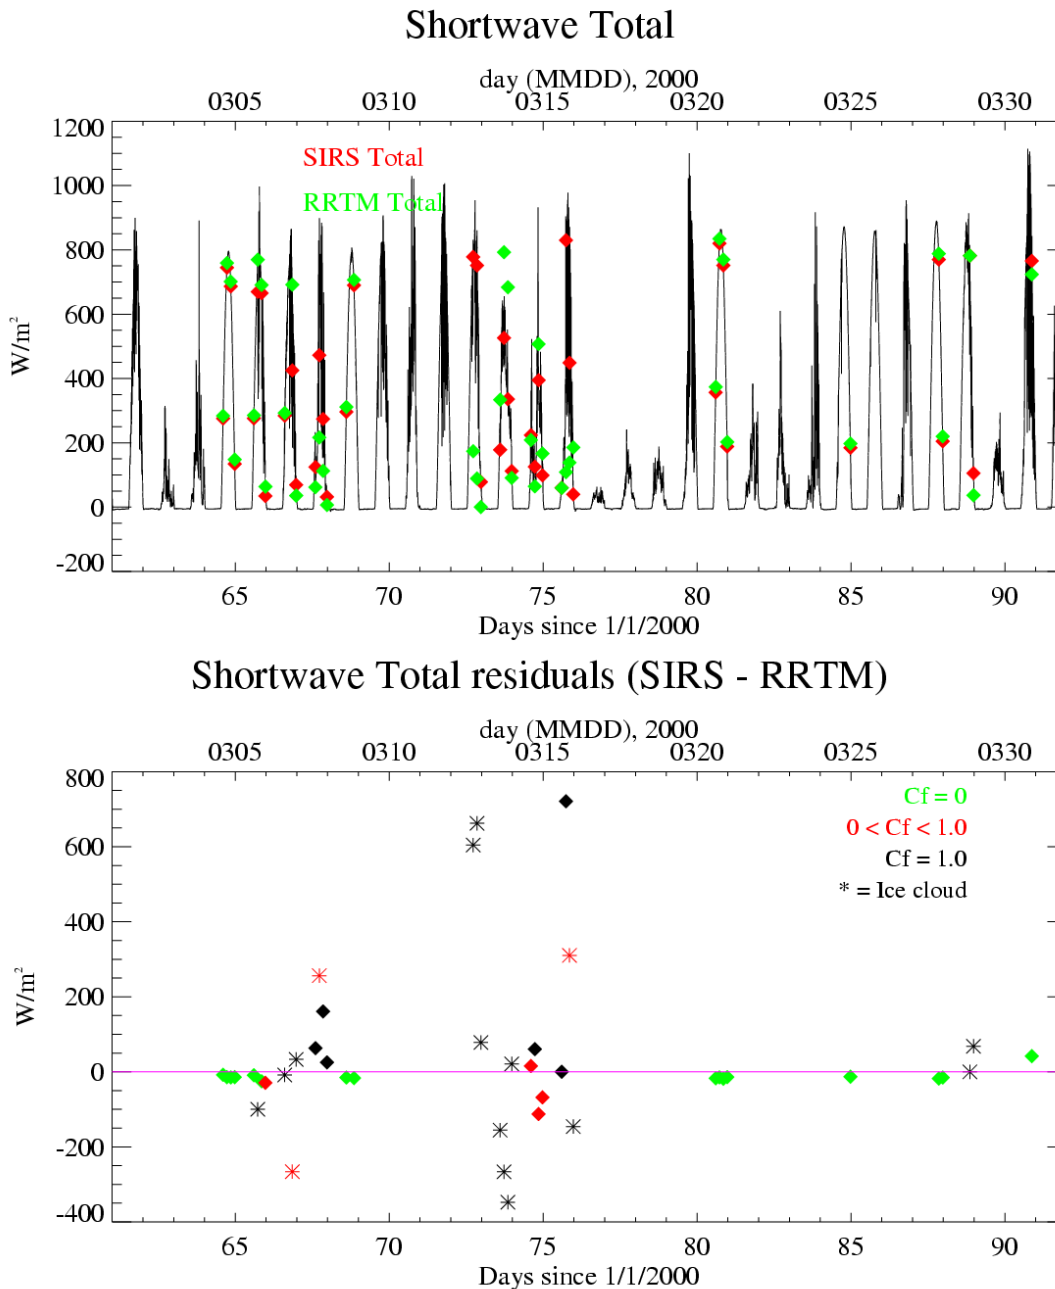 Shortwave Total
day (MMDD), 2000
0305 0310 0315 0320 0325 0330
1200
SIRS Total
1000
RRTM Total
800
600
W/m²
400
200
0
-200
65 70 75 80 85 90
Days since 1/1/2000
Shortwave Total residuals (SIRS - RRTM)
day (MMDD), 2000
0305 0310 0315 0320 0325 0330
800
Cf = 0
0 < Cf < 1.0
Cf = 1.0
* = Ice cloud
600
400
W/m²
200
0
-200
-400
65 70 75 80 85 90
Days since 1/1/2000